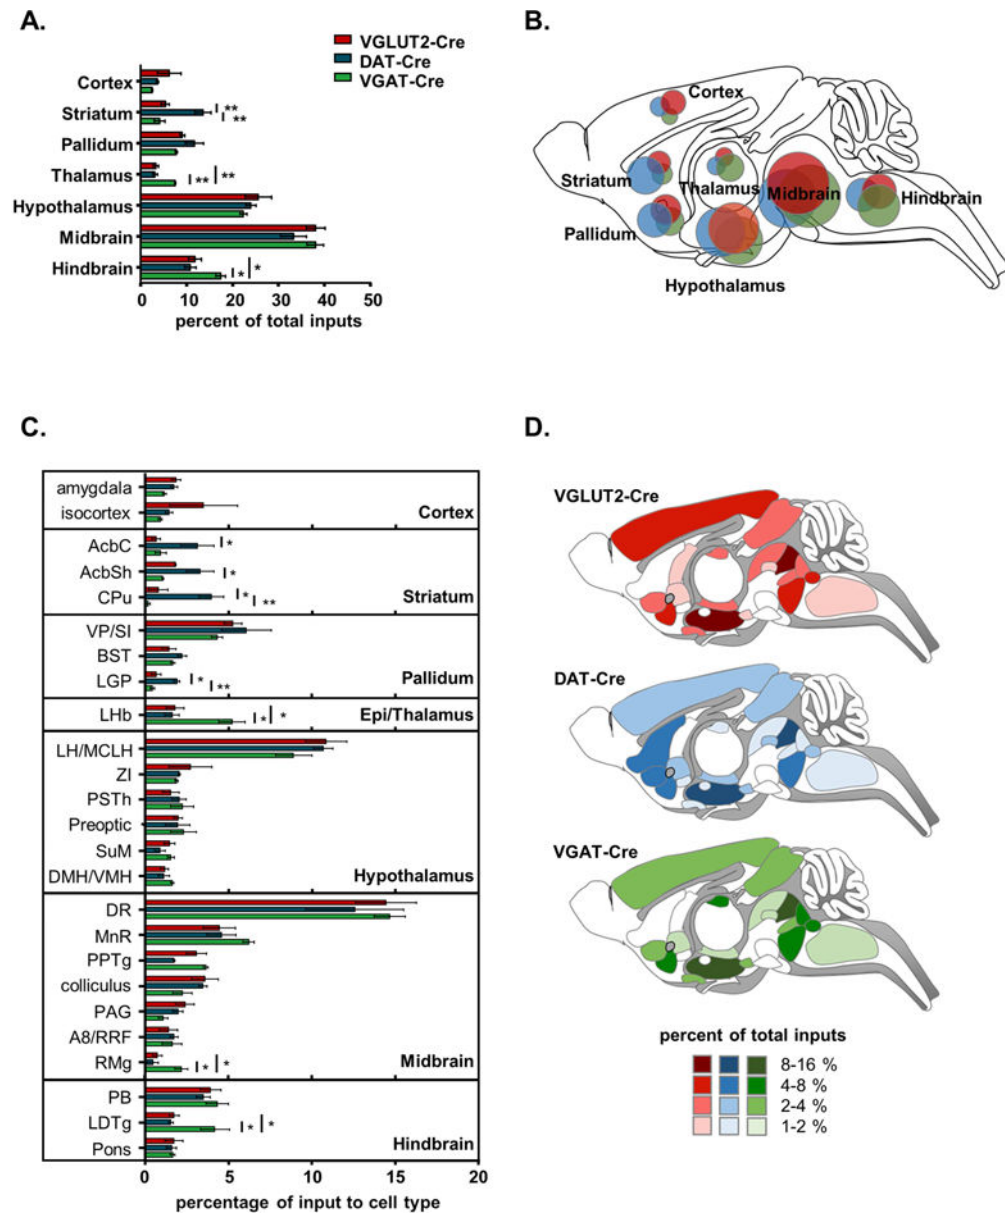 A.
VGLUT2-Cre
DAT-Cre
VGAT-Cre
Cortex
Striatum
**
**
Pallidum
Thalamus
** **
Hypothalamus
Midbrain
Hindbrain
* *
0 10 20 30 40 50
percent of total inputs
B.
Cortex
Striatum
Thalamus
Midbrain
Hindbrain
Pallidum
Hypothalamus
C.
amygdala
isocortex
Cortex
AcbC
*
AcbSh
*
CPu
*
**
Striatum
VP/SI
BST
LGP
*
**
Pallidum
LHb
* *
Epi/Thalamus
LH/MCLH
ZI
PSTh
Preoptic
SuM
DMH/VMH
Hypothalamus
DR
MnR
PPTg
colliculus
PAG
A8/RRF
RMg
* *
Midbrain
PB
LDTg
* *
Pons
Hindbrain
0 5 10 15 20
percentage of input to cell type
D.
VGLUT2-Cre
DAT-Cre
VGAT-Cre
percent of total inputs
8-16 %
4-8 %
2-4 %
1-2 %